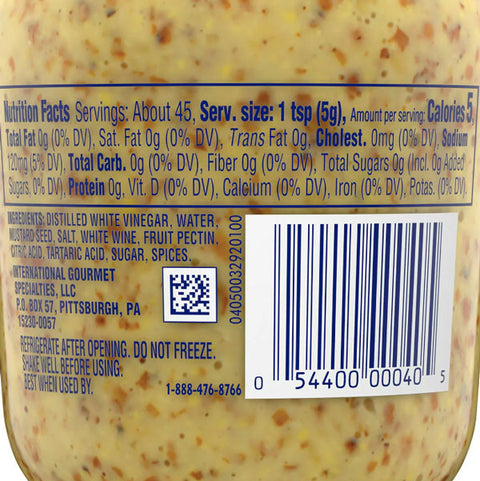 Nutrition Facts Servings: About 45, Serv. size: 1 tsp (5g), Amount per serving: Calories 5,
Total Fat 0g (0% DV), Sat. Fat 0g (0% DV), Trans Fat 0g, Cholest. 0mg (0% DV), Sodium
120mg (5% DV), Total Carb. 0g (0% DV), Fiber 0g (0% DV), Total Sugars 0g (Incl. 0g Added
Sugars, 0% DV), Protein 0g, Vit. D (0% DV), Calcium (0% DV), Iron (0% DV), Potas. (0% DV).
INGREDIENTS: DISTILLED WHITE VINEGAR, WATER,
MUSTARD SEED, SALT, WHITE WINE, FRUIT PECTIN,
CITRIC ACID, TARTARIC ACID, SUGAR, SPICES.
INTERNATIONAL GOURMET
SPECIALTIES, LLC
P.O. BOX 57, PITTSBURGH, PA
15230-0057
REFRIGERATE AFTER OPENING. DO NOT FREEZE.
SHAKE WELL BEFORE USING.
BEST WHEN USED BY.
1-888-476-8766
04050032920100
0 54400 00040 5